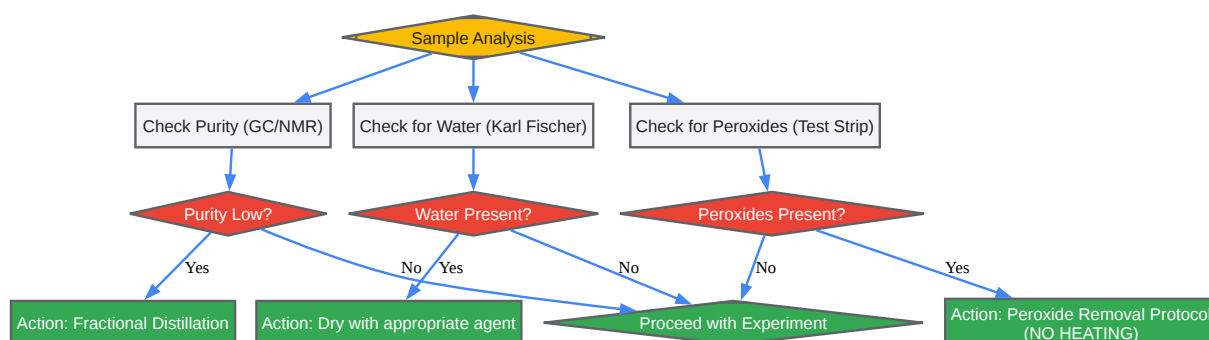 Sample Analysis
Check Purity (GC/NMR)
Check for Water (Karl Fischer)
Check for Peroxides (Test Strip)
Purity Low?
Water Present?
Peroxides Present?
Yes
No
Yes
No
No
Yes
Action: Fractional Distillation
Action: Dry with appropriate agent
Proceed with Experiment
Action: Peroxide Removal Protocol
(NO HEATING)